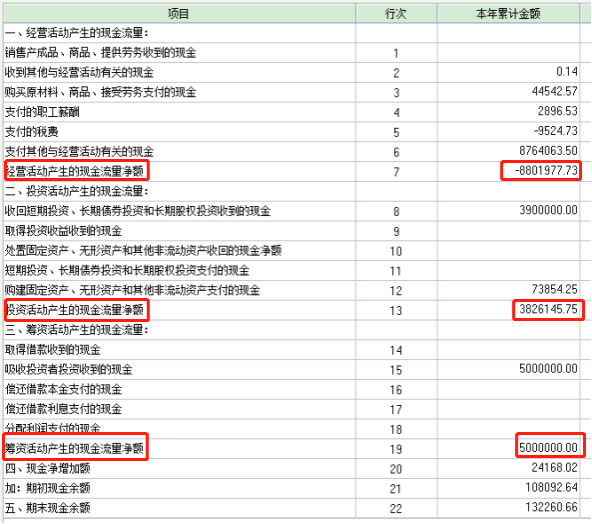 项目 行次 本年累计金额
一、经营活动产生的现金流量：
销售产成品、商品、提供劳务收到的现金 1
收到其他与经营活动有关的现金 2 0.14
购买原材料、商品、接受劳务支付的现金 3 44542.57
支付的职工薪酬 4 2896.53
支付的税费 5 -9524.73
支付其他与经营活动有关的现金 6 8764063.50
经营活动产生的现金流量净额 7 -8801977.73
二、投资活动产生的现金流量：
收回短期投资、长期债券投资和长期股权投资收到的现金 8 3900000.00
取得投资收益收到的现金 9
处置固定资产、无形资产和其他非流动资产收回的现金净额 10
短期投资、长期债券投资和长期股权投资支付的现金 11
购建固定资产、无形资产和其他非流动资产支付的现金 12 73854.25
投资活动产生的现金流量净额 13 3826145.75
三、筹资活动产生的现金流量：
取得借款收到的现金 14
吸收投资者投资收到的现金 15 5000000.00
偿还借款本金支付的现金 16
偿还借款利息支付的现金 17
分配利润支付的现金 18
筹资活动产生的现金流量净额 19 5000000.00
四、现金净增加额 20 24168.02
加：期初现金余额 21 108092.64
五、期末现金余额 22 132260.66